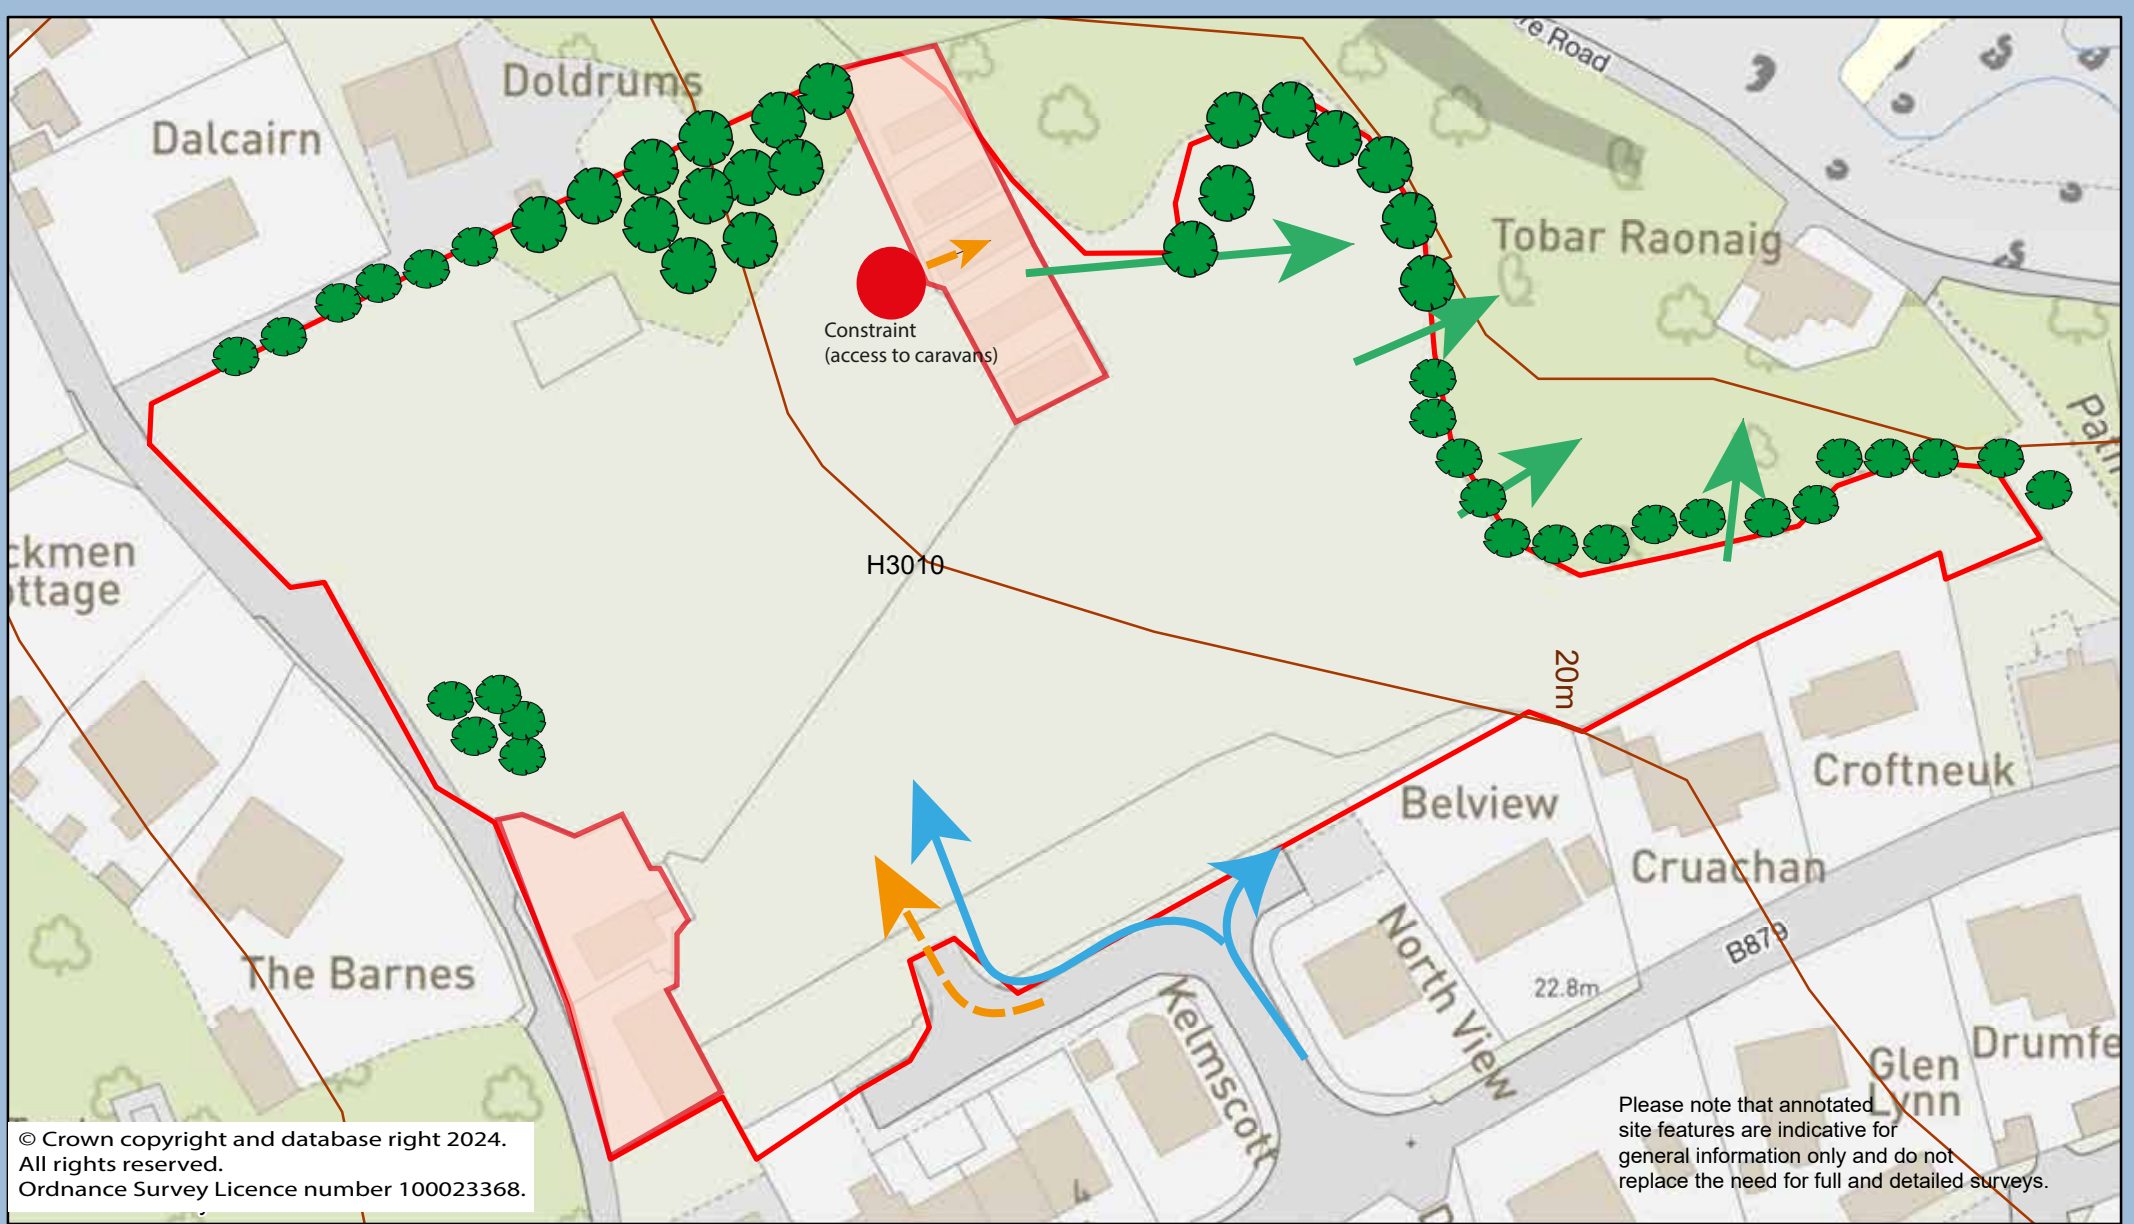 re Road
Doldrums
Dalcairn
Tobar Raonaig
Constraint
(access to caravans)
ckmen
ottage
H3010
20m
Belview
Croftneuk
Cruachan
B879
The Barnes
North View
22.8m
Kelmscott
Drumfe
Glen
Lynn
4
Please note that annotated
site features are indicative for
general information only and do not
replace the need for full and detailed surveys.
© Crown copyright and database right 2024.
All rights reserved.
Ordnance Survey Licence number 100023368.